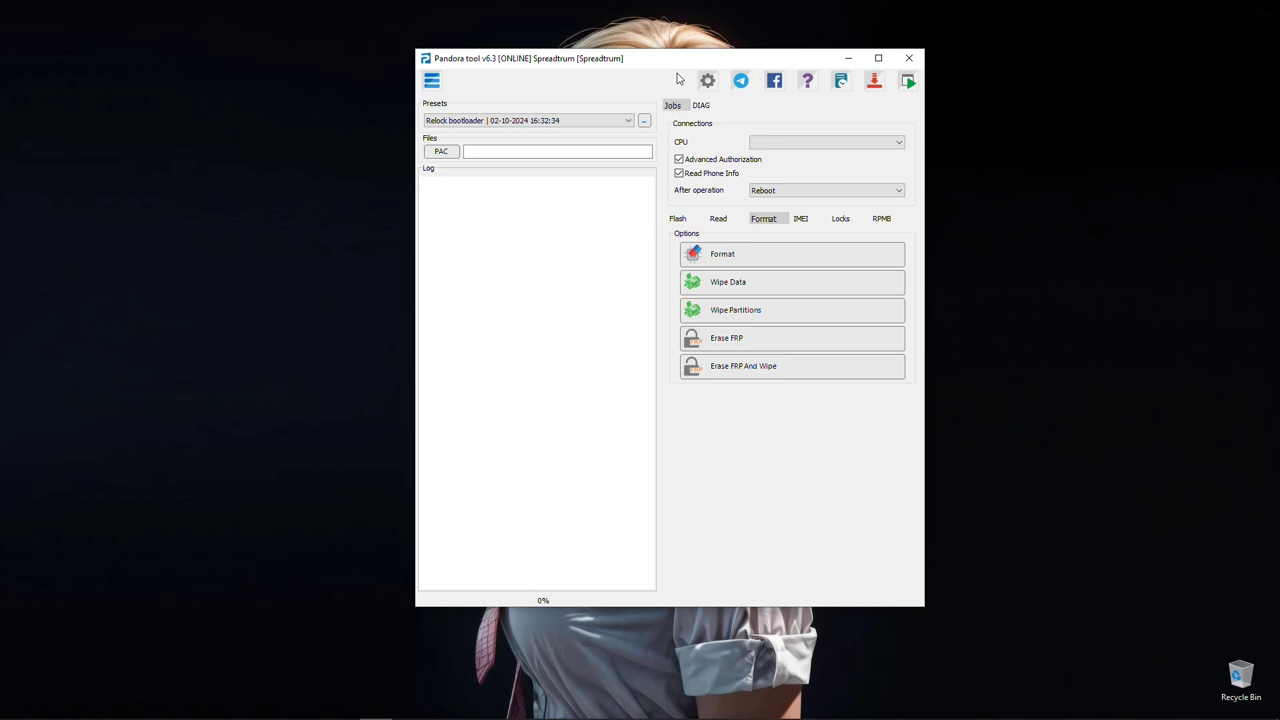 Pandora tool v6.3 [ONLINE] Spreadtrum [Spreadtrum]
Presets
Relock bootloader | 02-10-2024 16:32:34
...
Files
PAC
Log
0%
Jobs DIAG
Connections
CPU
Advanced Authorization
Read Phone Info
After operation Reboot
Flash Read Format IMEI Locks RPMB
Options
Format
Wipe Data
Wipe Partitions
Erase FRP
Erase FRP And Wipe
Recycle Bin